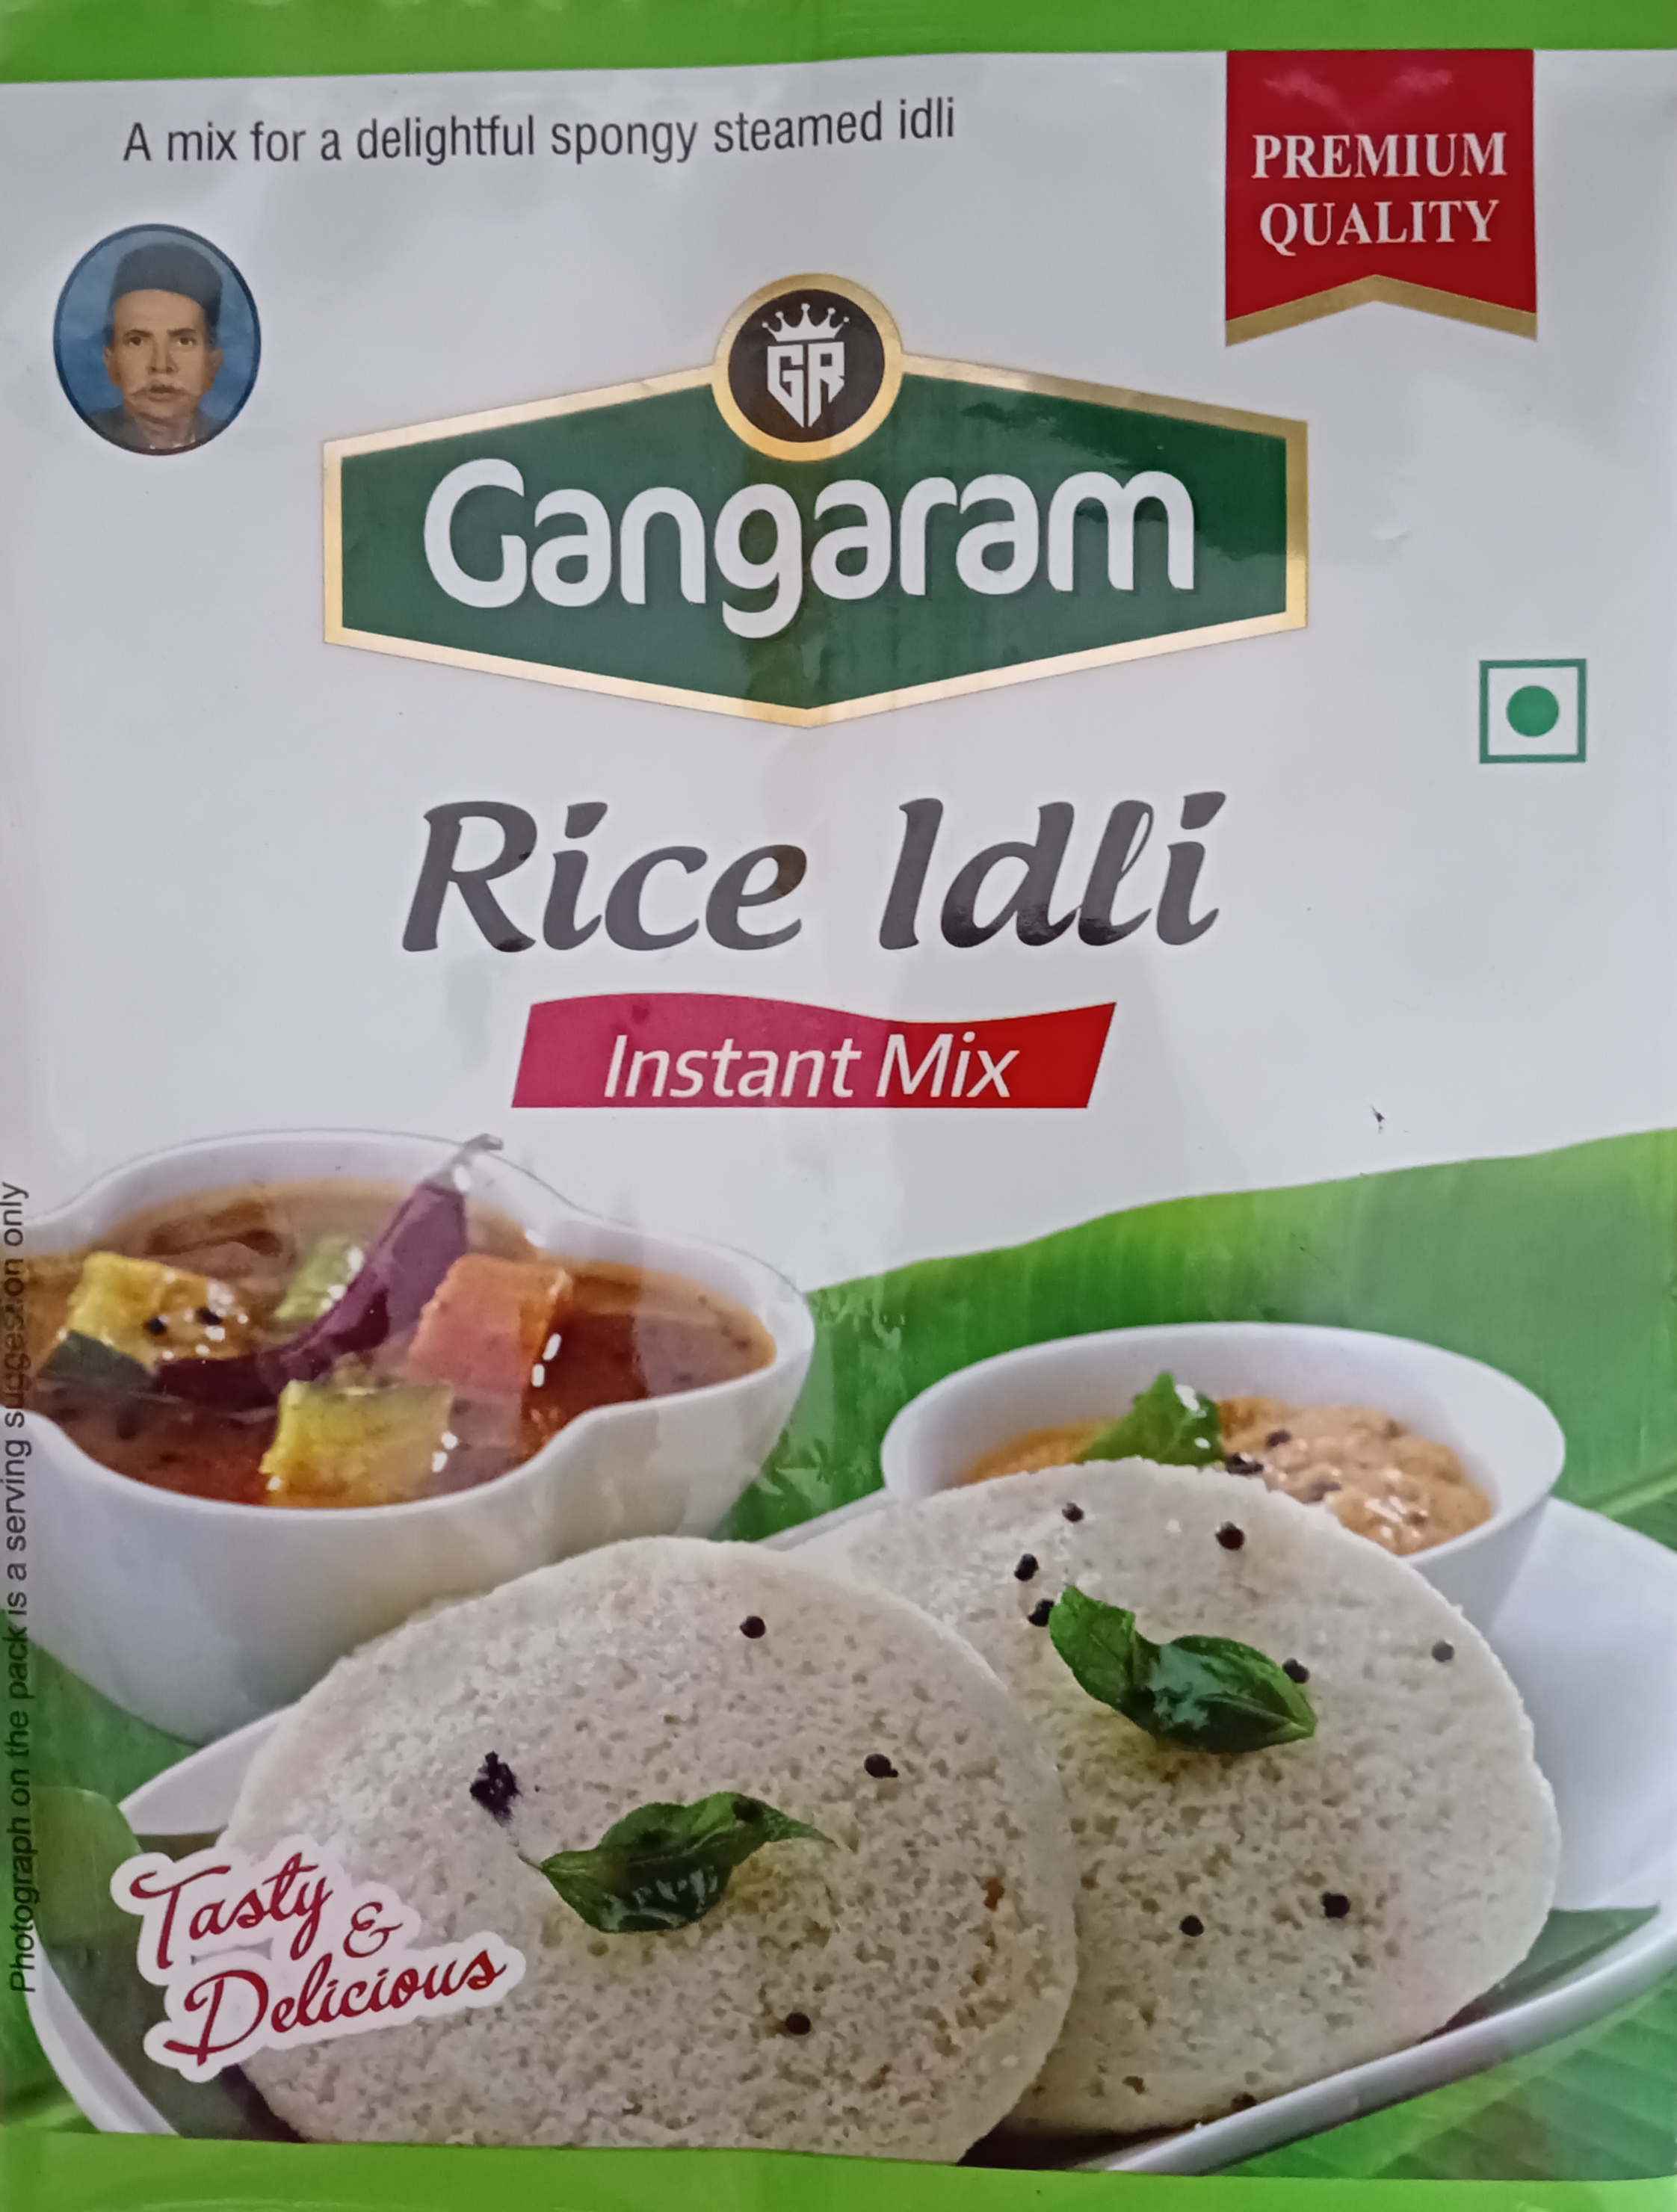 A mix for a delightful spongy steamed idli
PREMIUM
QUALITY
GR
Gangaram
Rice Idli
Instant Mix
Photograph on the pack is a serving suggestion only
Tasty
&
Delicious